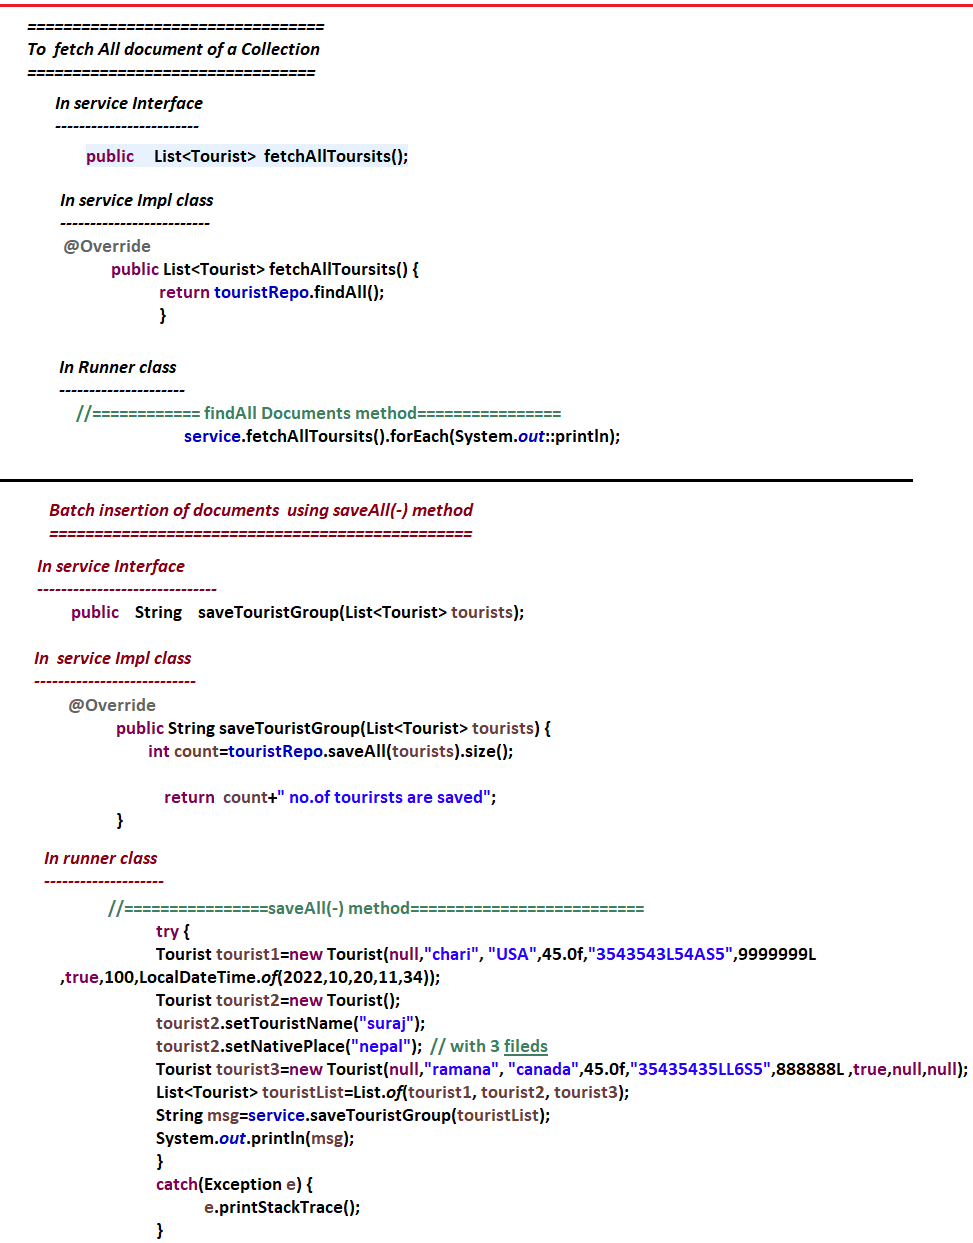 =================================
To  fetch All document of a Collection
================================
In service Interface
------------------------
public    List<Tourist>  fetchAllToursits();
In service Impl class
-------------------------
@Override
public List<Tourist> fetchAllToursits() {
return touristRepo.findAll();
}
In Runner class
---------------------
//============ findAll Documents method================
service.fetchAllToursits().forEach(System.out::println);
Batch insertion of documents  using saveAll(-) method
===============================================
In service Interface
------------------------------
public   String   saveTouristGroup(List<Tourist> tourists);
In  service Impl class
---------------------------
@Override
public String saveTouristGroup(List<Tourist> tourists) {
int count=touristRepo.saveAll(tourists).size();
return  count+" no.of tourirsts are saved";
}
In runner class
--------------------
//================saveAll(-) method==========================
try {
Tourist tourist1=new Tourist(null,"chari", "USA",45.0f,"3543543L54AS5",9999999L
,true,100,LocalDateTime.of(2022,10,20,11,34));
Tourist tourist2=new Tourist();
tourist2.setTouristName("suraj");
tourist2.setNativePlace("nepal");  // with 3 fileds
Tourist tourist3=new Tourist(null,"ramana", "canada",45.0f,"35435435LL6S5",888888L ,true,null,null);
List<Tourist> touristList=List.of(tourist1, tourist2, tourist3);
String msg=service.saveTouristGroup(touristList);
System.out.println(msg);
}
catch(Exception e) {
e.printStackTrace();
}